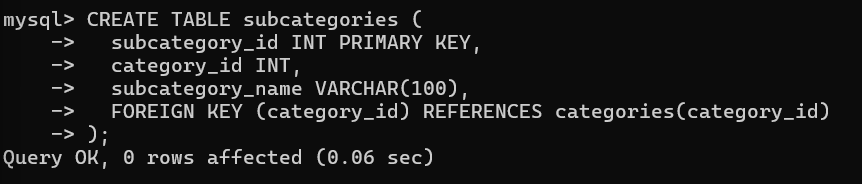 mysql> CREATE TABLE subcategories (
    ->   subcategory_id INT PRIMARY KEY,
    ->   category_id INT,
    ->   subcategory_name VARCHAR(100),
    ->   FOREIGN KEY (category_id) REFERENCES categories(category_id)
    -> );
Query OK, 0 rows affected (0.06 sec)